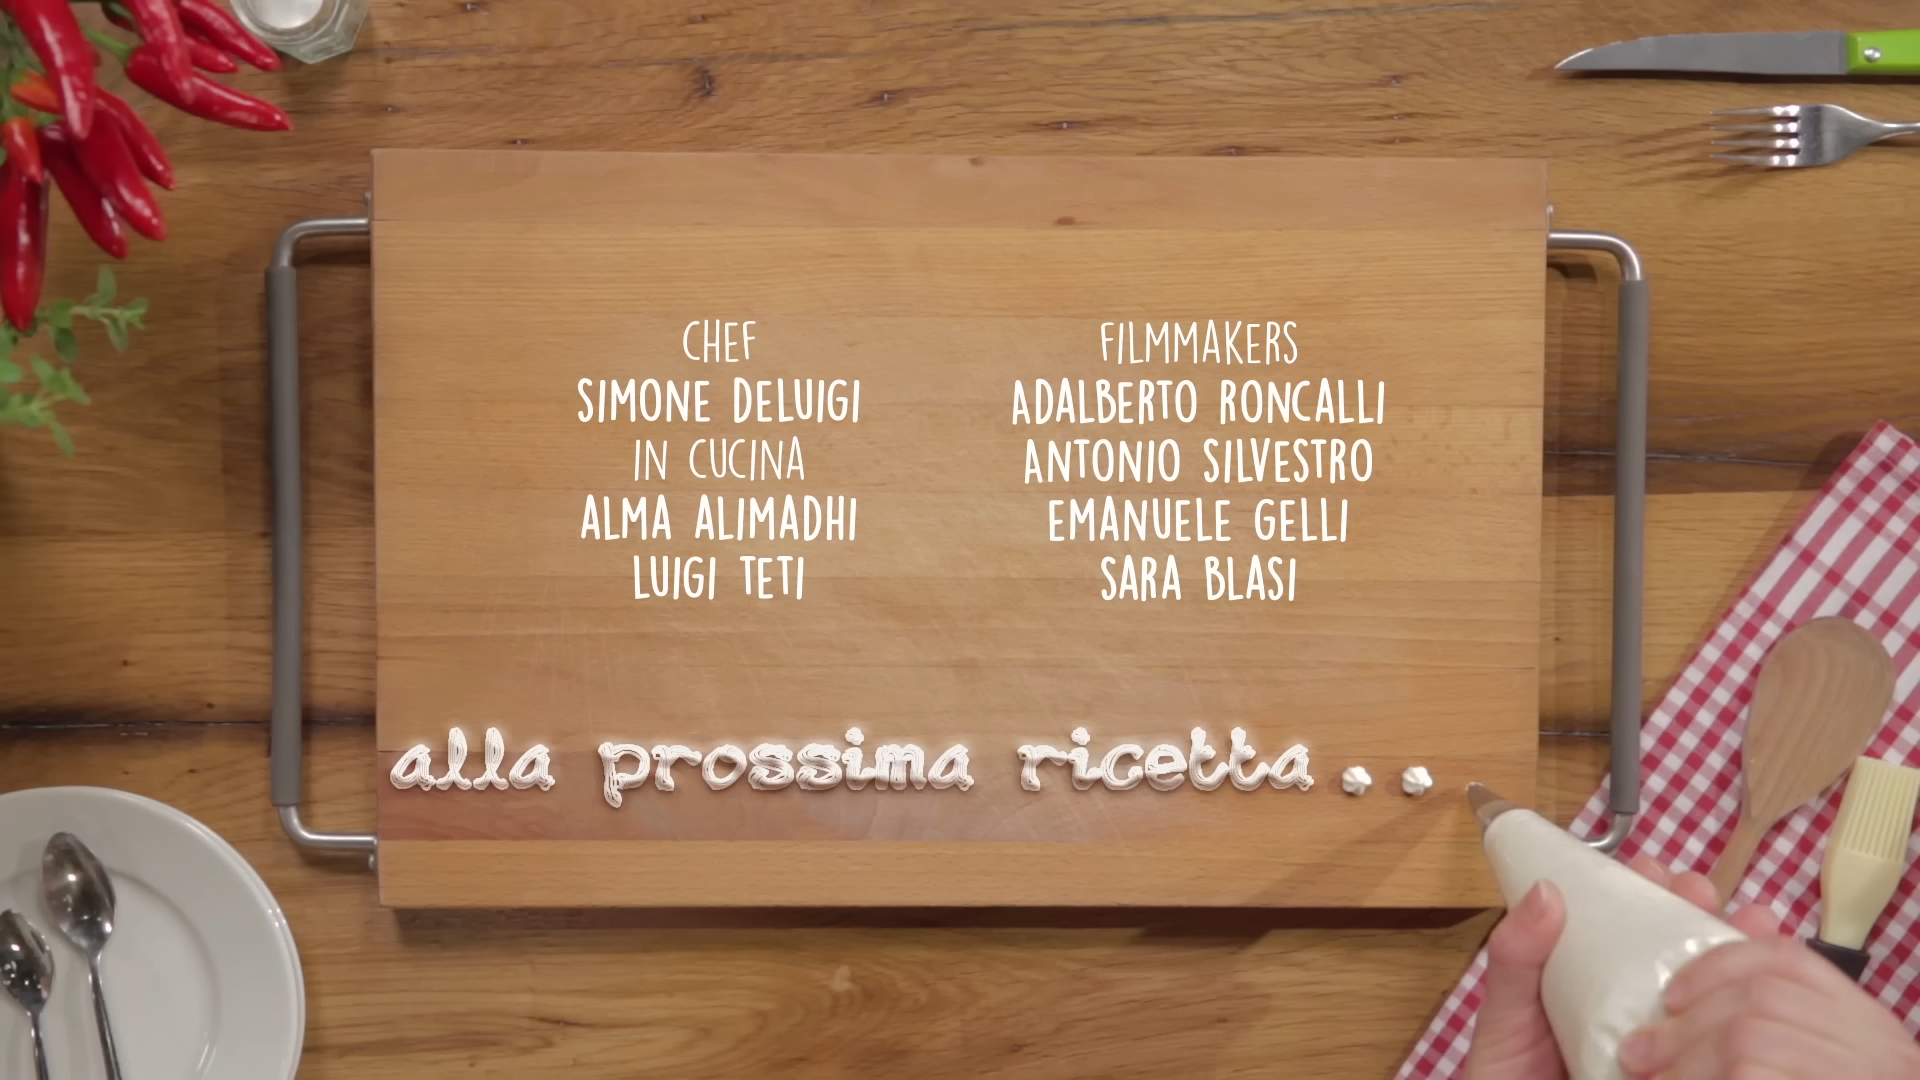 CHEF
SIMONE DELUIGI
IN CUCINA
ALMA ALIMADHI
LUIGI TETI
FILMMAKERS
ADALBERTO RONCALLI
ANTONIO SILVESTRO
EMANUELE GELLI
SARA BLASI
alla prossima ricetta..